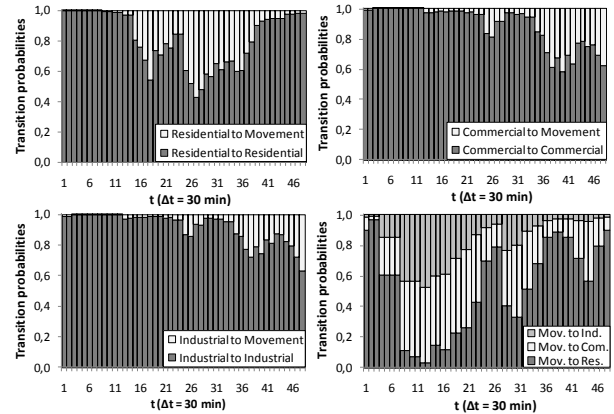 Transition probabilities
1,0
0,8
0,6
0,4
0,2
0,0
Residential to Movement
Residential to Residential
1 6 11 16 21 26 31 36 41 46
t (Δt = 30 min)
Transition probabilities
1,0
0,8
0,6
0,4
0,2
0,0
Commercial to Movement
Commercial to Commercial
1 6 11 16 21 26 31 36 41 46
t (Δt = 30 min)
Transition probabilities
1,0
0,8
0,6
0,4
0,2
0,0
Industrial to Movement
Industrial to Industrial
1 6 11 16 21 26 31 36 41 46
t (Δt = 30 min)
Transition probabilities
1,0
0,8
0,6
0,4
0,2
0,0
Mov. to Ind.
Mov. to Com.
Mov. to Res.
1 6 11 16 21 26 31 36 41 46
t (Δt = 30 min)